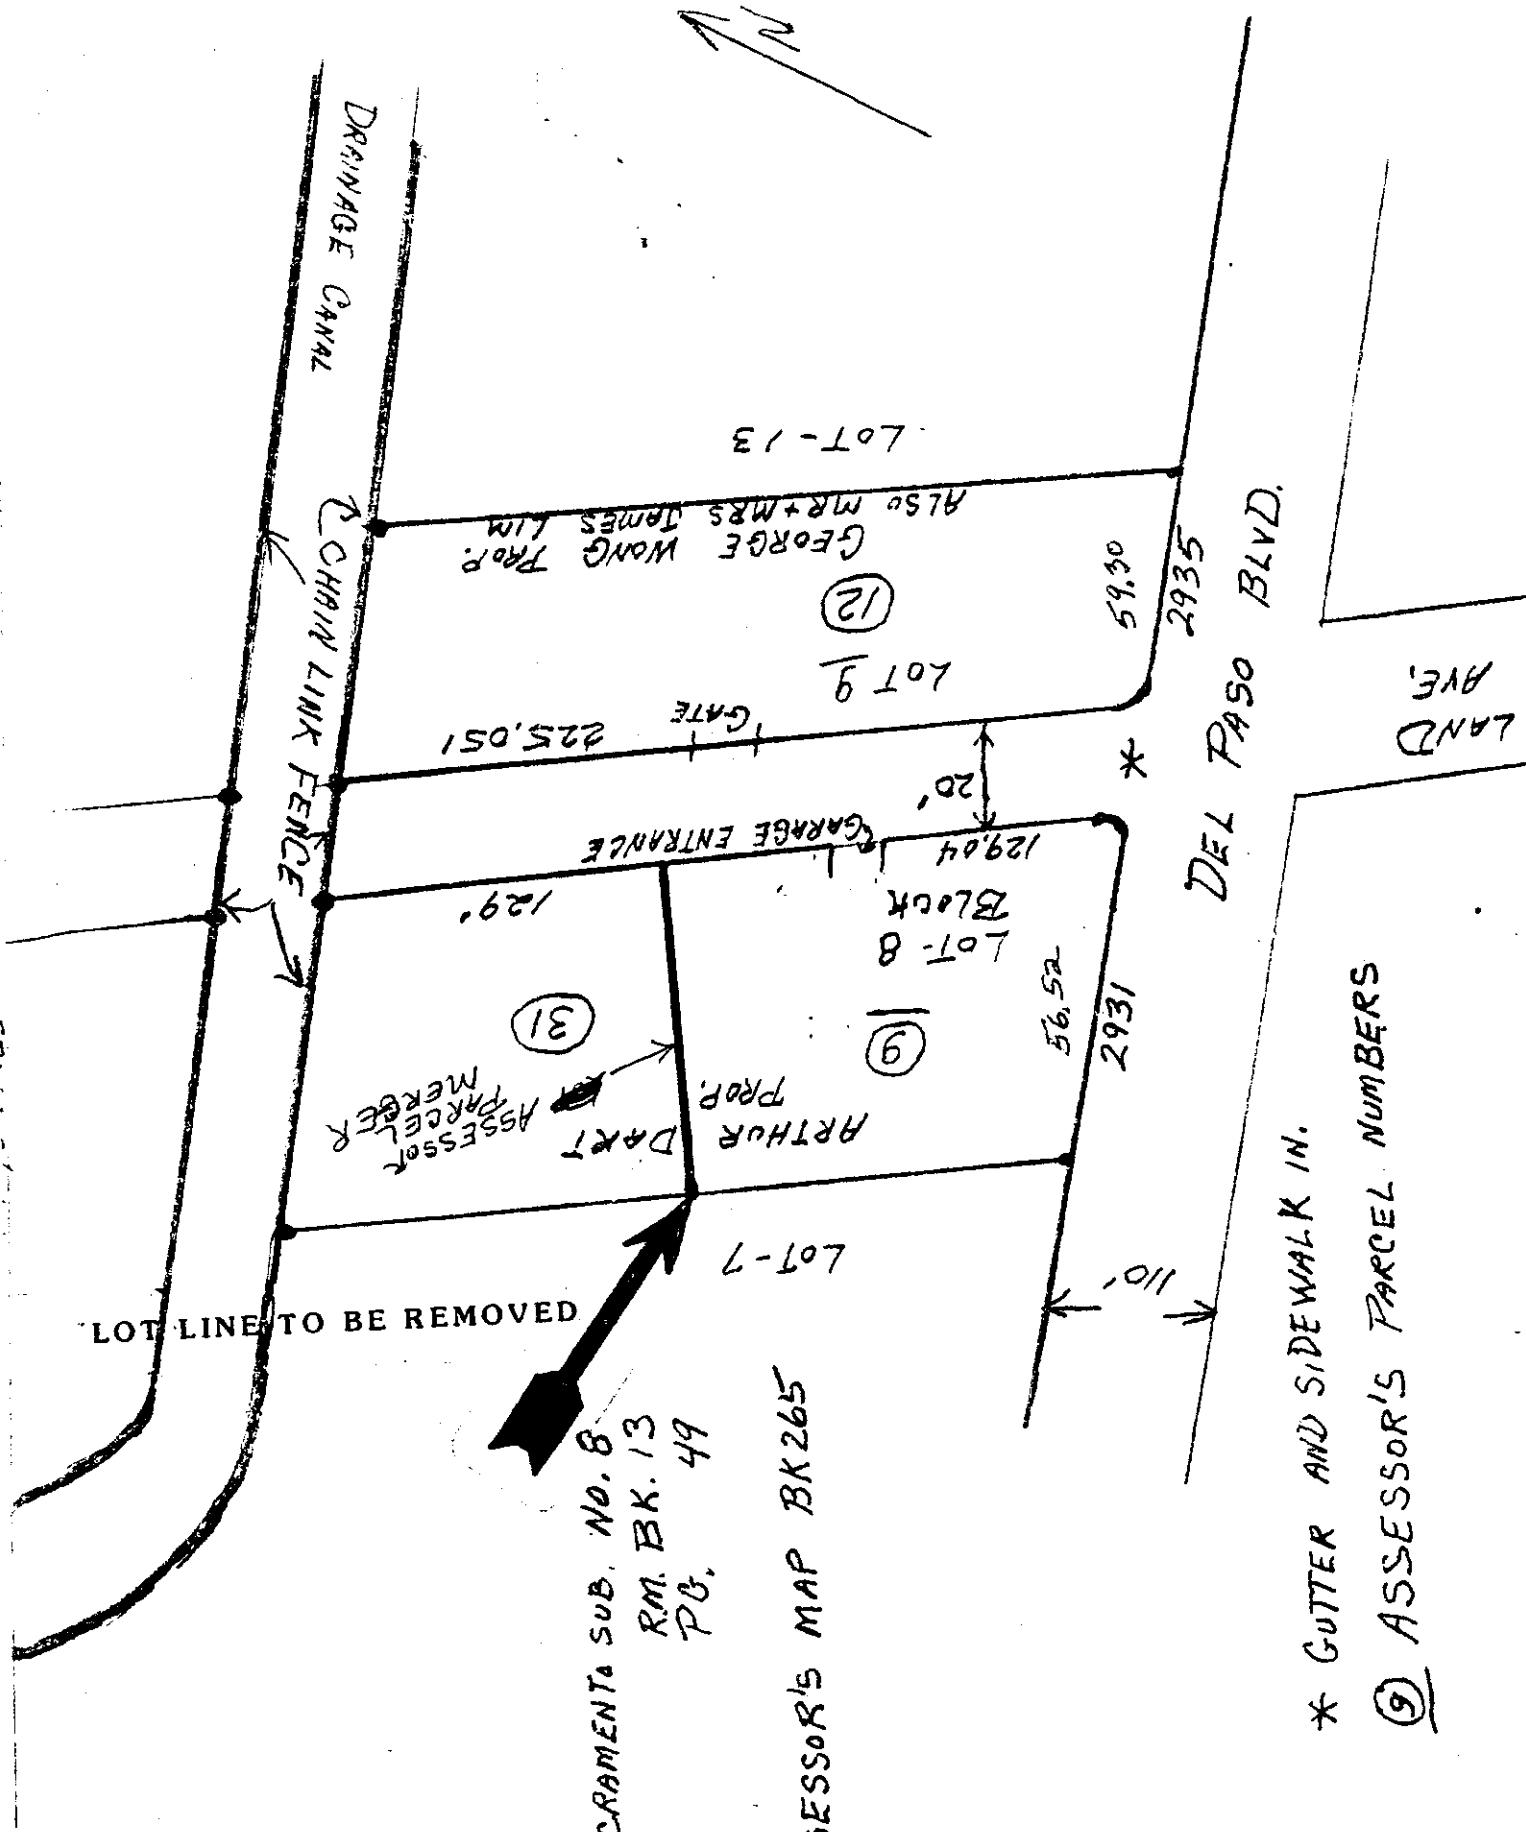 N
DRAINAGE CANAL
CHAIN LINK FENCE
LOT-13
ALSO MR+MRS JAMES LIM
GEORGE WONG PROP.
12
LOT 9
59.30
2935
GATE
225.051
20'
*
GARAGE ENTRANCE
129.04
129'
LOT-8
BLOCK
9
31
56.52
2931
ARTHUR DART
PROP.
ASSESSOR
PARCEL
MERGER
LOT-7
110'
DEL PASO BLVD.
LAND
AVE.
LOT LINE TO BE REMOVED
CRAMENTO SUB. NO. 8
RM. BK. 13
PG. 49
SESSOR'S MAP BK265
* GUTTER AND SIDEWALK IN.
9 ASSESSOR'S PARCEL NUMBERS